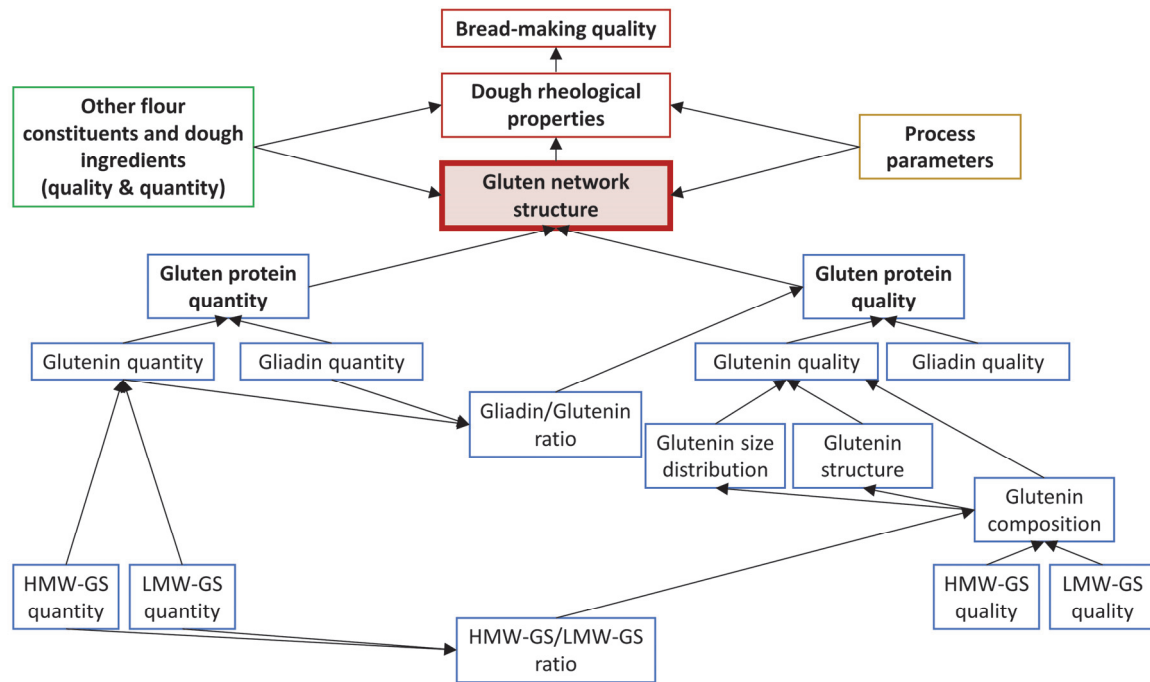 Bread-making quality
Other flour
constituents and dough
ingredients
(quality & quantity)
Dough rheological
properties
Process
parameters
Gluten network
structure
Gluten protein
quantity
Gluten protein
quality
Glutenin quantity
Gliadin quantity
Glutenin quality
Gliadin quality
Gliadin/Glutenin
ratio
Glutenin size
distribution
Glutenin
structure
Glutenin
composition
HMW-GS
quantity
LMW-GS
quantity
HMW-GS
quality
LMW-GS
quality
HMW-GS/LMW-GS
ratio